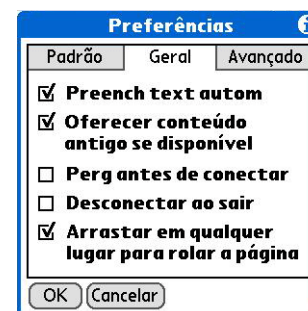 Preferências
Padrão Geral Avançado
Preench text autom
Oferecer conteúdo
antigo se disponível
Perg antes de conectar
Desconectar ao sair
Arrastar em qualquer
lugar para rolar a página
OK Cancelar